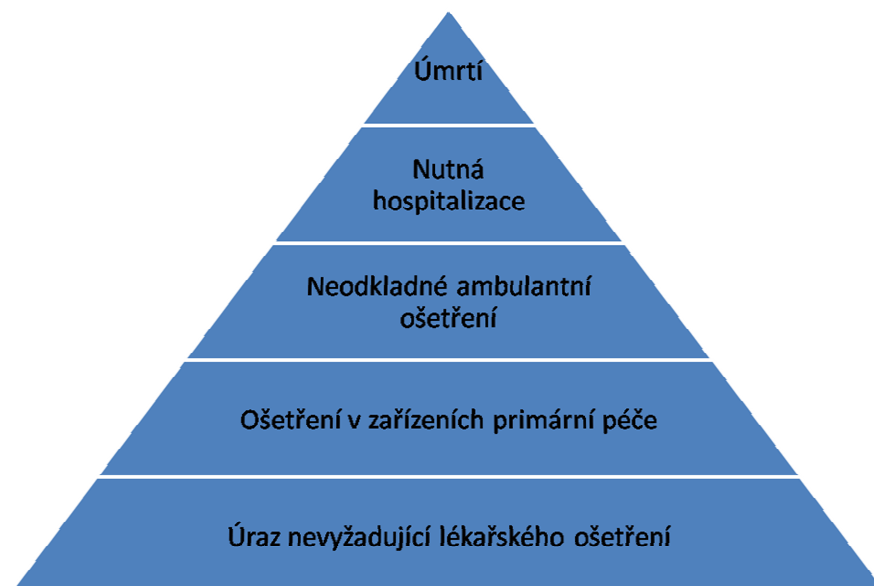 Úmrtí
Nutná
hospitalizace
Neodkladné ambulantní
ošetření
Ošetření v zařízeních primární péče
Úraz nevyžadující lékařského ošetření